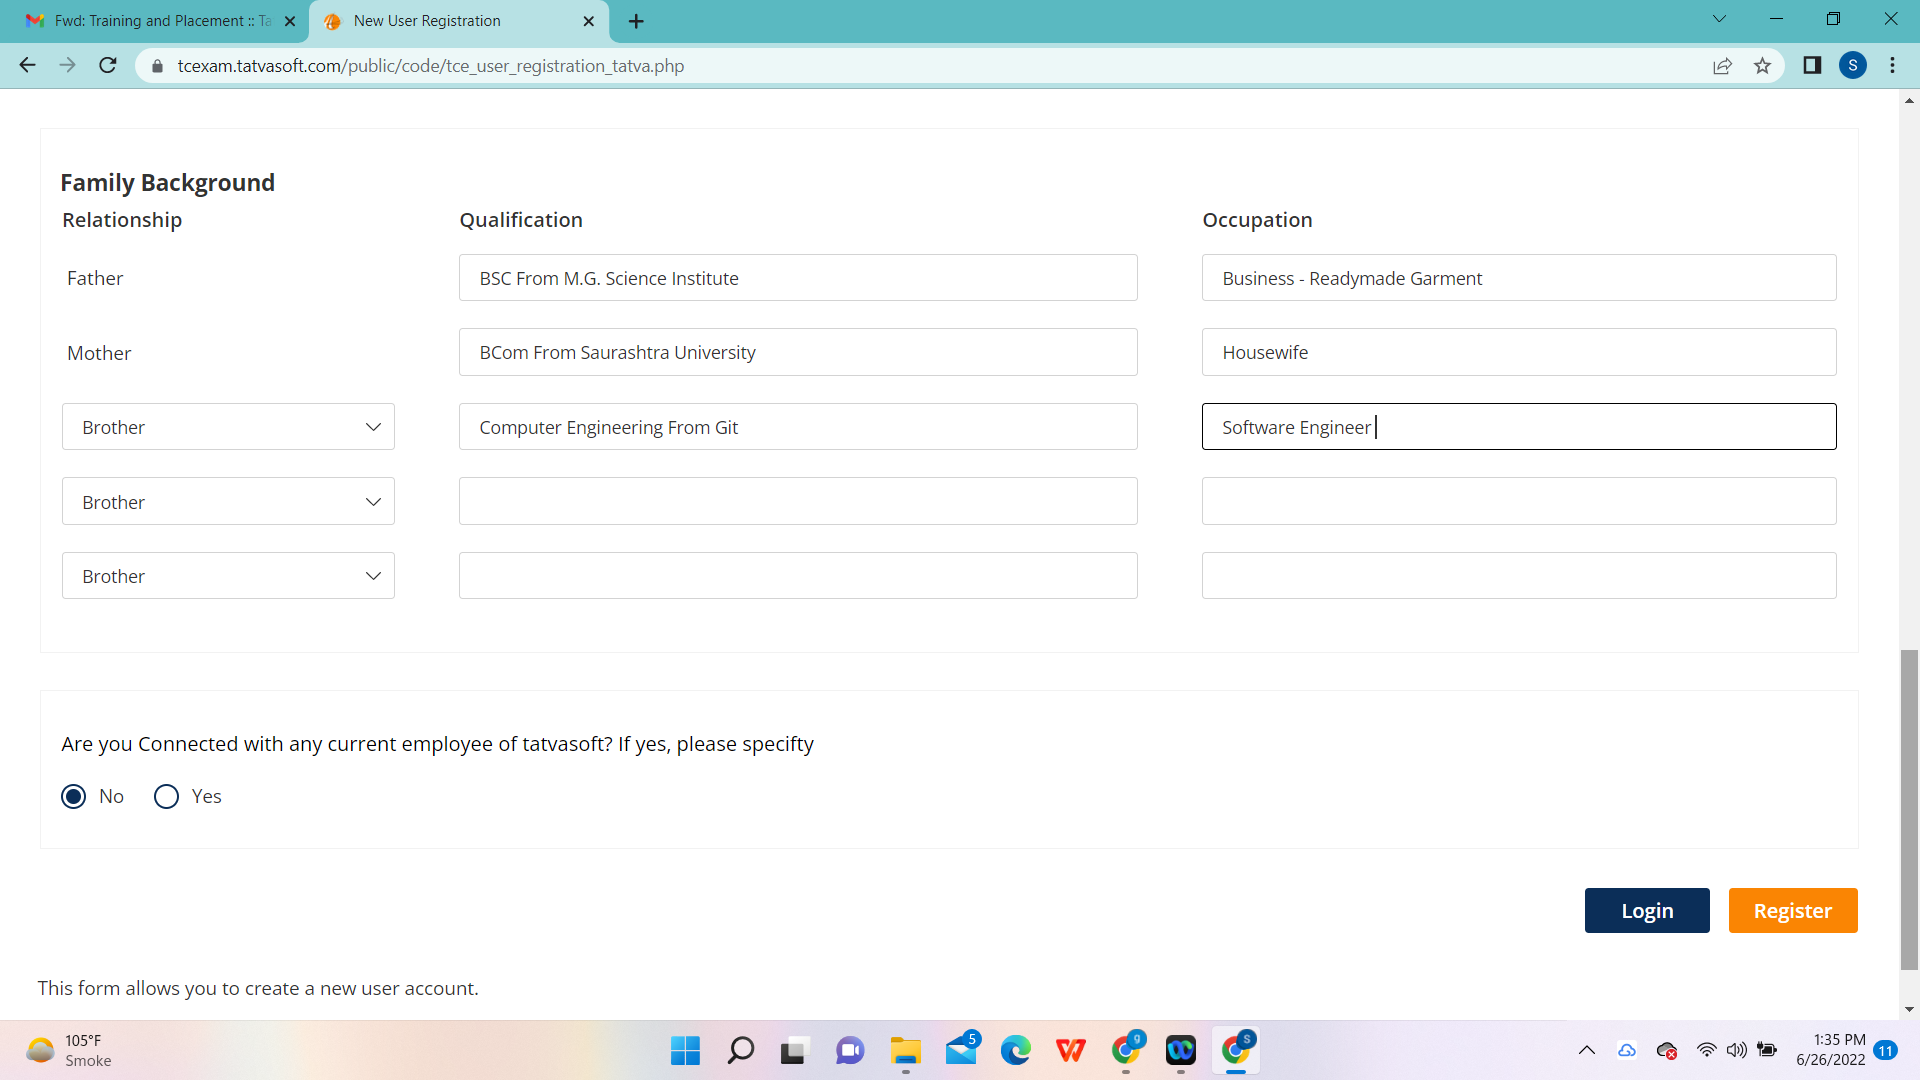 Fwd: Training and Placement :: Ta
New User Registration
tcexam.tatvasoft.com/public/code/tce_user_registration_tatva.php
S
Family Background
Relationship Qualification Occupation
Father BSC From M.G. Science Institute Business - Readymade Garment
Mother BCom From Saurashtra University Housewife
Brother Computer Engineering From Git Software Engineer
Brother
Brother
Are you Connected with any current employee of tatvasoft? If yes, please specifty
No Yes
Login Register
This form allows you to create a new user account.
105°F
Smoke
5
g
S
1:35 PM
6/26/2022
11